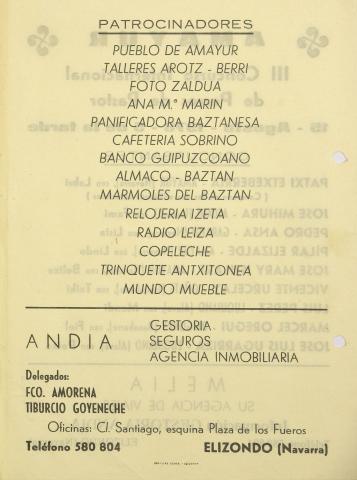 PATROCINADORES
PUEBLO DE AMAYUR
TALLERES AROTZ - BERRI
FOTO ZALDUA
ANA M.ª MARIN
PANIFICADORA BAZTANESA
CAFETERIA SOBRINO
BANCO GUIPUZCOANO
ALMACO - BAZTAN
MARMOLES DEL BAZTAN
RELOJERIA IZETA
RADIO LEIZA
COPELECHE
TRINQUETE ANTXITONEA
MUNDO MUEBLE
ANDIA
GESTORIA
SEGUROS
AGENCIA INMOBILIARIA
Delegados:
FCO. AMORENA
TIBURCIO GOYENECHE
Oficinas: Cl. Santiago, esquina Plaza de los Fueros
Teléfono 580 804 ELIZONDO (Navarra)